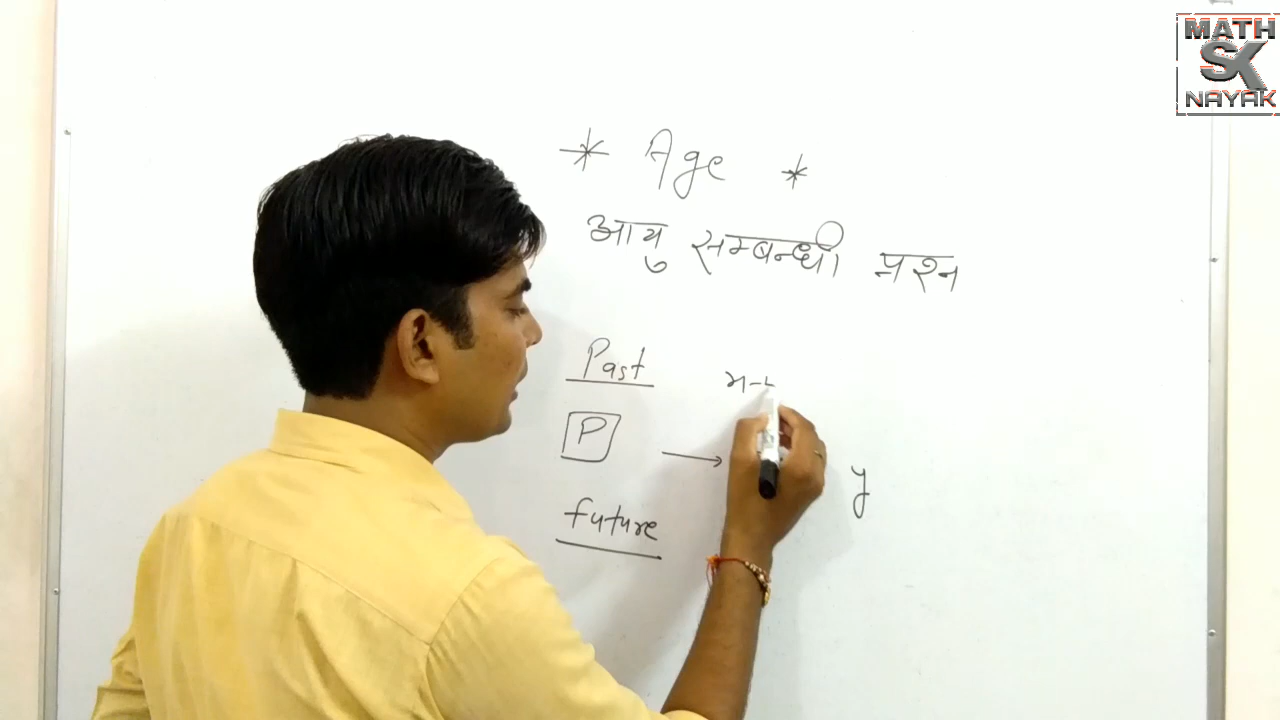 MATH
SK
NAYAK
* Age *
आयु सम्बन्धी प्रश्न
Past
P → y
future